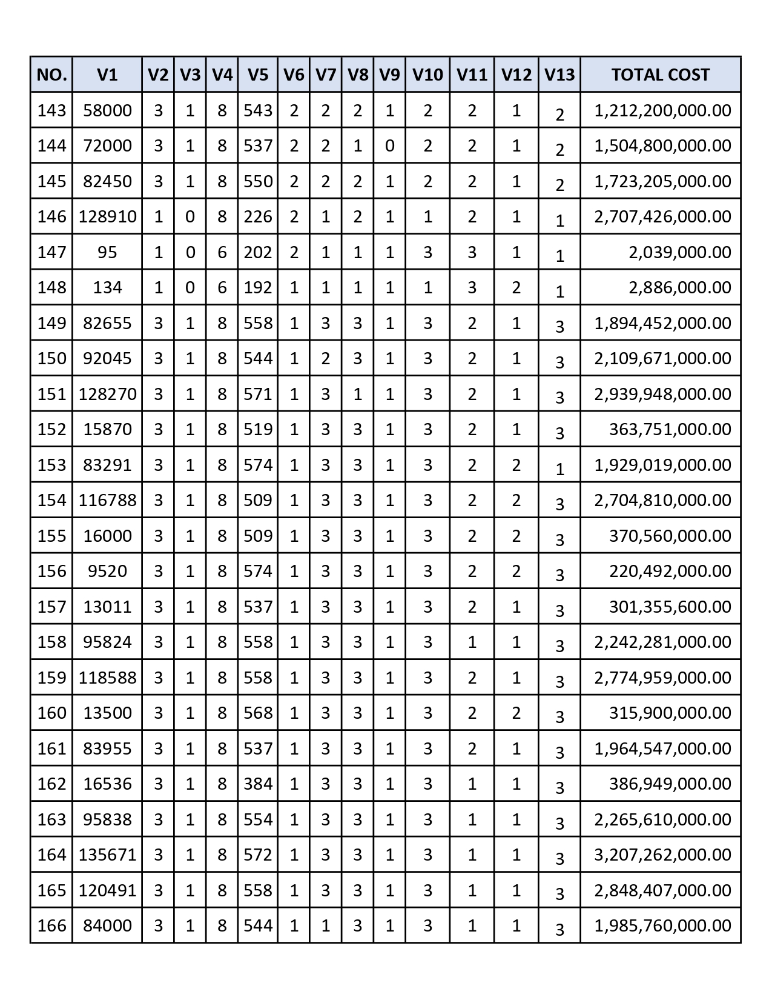 NO. V1 V2 V3 V4 V5 V6 V7 V8 V9 V10 V11 V12 V13 TOTAL COST
143 58000 3 1 8 543 2 2 2 1 2 2 1 2 1,212,200,000.00
144 72000 3 1 8 537 2 2 1 0 2 2 1 2 1,504,800,000.00
145 82450 3 1 8 550 2 2 2 1 2 2 1 2 1,723,205,000.00
146 128910 1 0 8 226 2 1 2 1 1 2 1 1 2,707,426,000.00
147 95 1 0 6 202 2 1 1 1 3 3 1 1 2,039,000.00
148 134 1 0 6 192 1 1 1 1 1 3 2 1 2,886,000.00
149 82655 3 1 8 558 1 3 3 1 3 2 1 3 1,894,452,000.00
150 92045 3 1 8 544 1 2 3 1 3 2 1 3 2,109,671,000.00
151 128270 3 1 8 571 1 3 1 1 3 2 1 3 2,939,948,000.00
152 15870 3 1 8 519 1 3 3 1 3 2 1 3 363,751,000.00
153 83291 3 1 8 574 1 3 3 1 3 2 2 1 1,929,019,000.00
154 116788 3 1 8 509 1 3 3 1 3 2 2 3 2,704,810,000.00
155 16000 3 1 8 509 1 3 3 1 3 2 2 3 370,560,000.00
156 9520 3 1 8 574 1 3 3 1 3 2 2 3 220,492,000.00
157 13011 3 1 8 537 1 3 3 1 3 2 1 3 301,355,600.00
158 95824 3 1 8 558 1 3 3 1 3 1 1 3 2,242,281,000.00
159 118588 3 1 8 558 1 3 3 1 3 2 1 3 2,774,959,000.00
160 13500 3 1 8 568 1 3 3 1 3 2 2 3 315,900,000.00
161 83955 3 1 8 537 1 3 3 1 3 2 1 3 1,964,547,000.00
162 16536 3 1 8 384 1 3 3 1 3 1 1 3 386,949,000.00
163 95838 3 1 8 554 1 3 3 1 3 1 1 3 2,265,610,000.00
164 135671 3 1 8 572 1 3 3 1 3 1 1 3 3,207,262,000.00
165 120491 3 1 8 558 1 3 3 1 3 1 1 3 2,848,407,000.00
166 84000 3 1 8 544 1 1 3 1 3 1 1 3 1,985,760,000.00